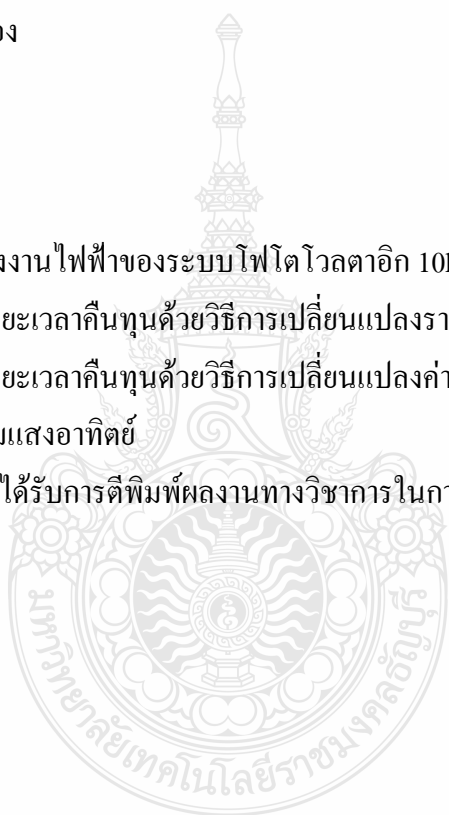 อง
งงานไฟฟ้าของระบบโฟโตโวลตาอิก 10
ยะเวลาคืนทุนด้วยวิธีการเปลี่ยนแปลงรา
ยะเวลาคืนทุนด้วยวิธีการเปลี่ยนแปลงค่า
มแสงอาทิตย์
ได้รับการตีพิมพ์ผลงานทางวิชาการในกา
มหาวิทยาลัยเทคโนโลยีราชมงคลธัญบุรี